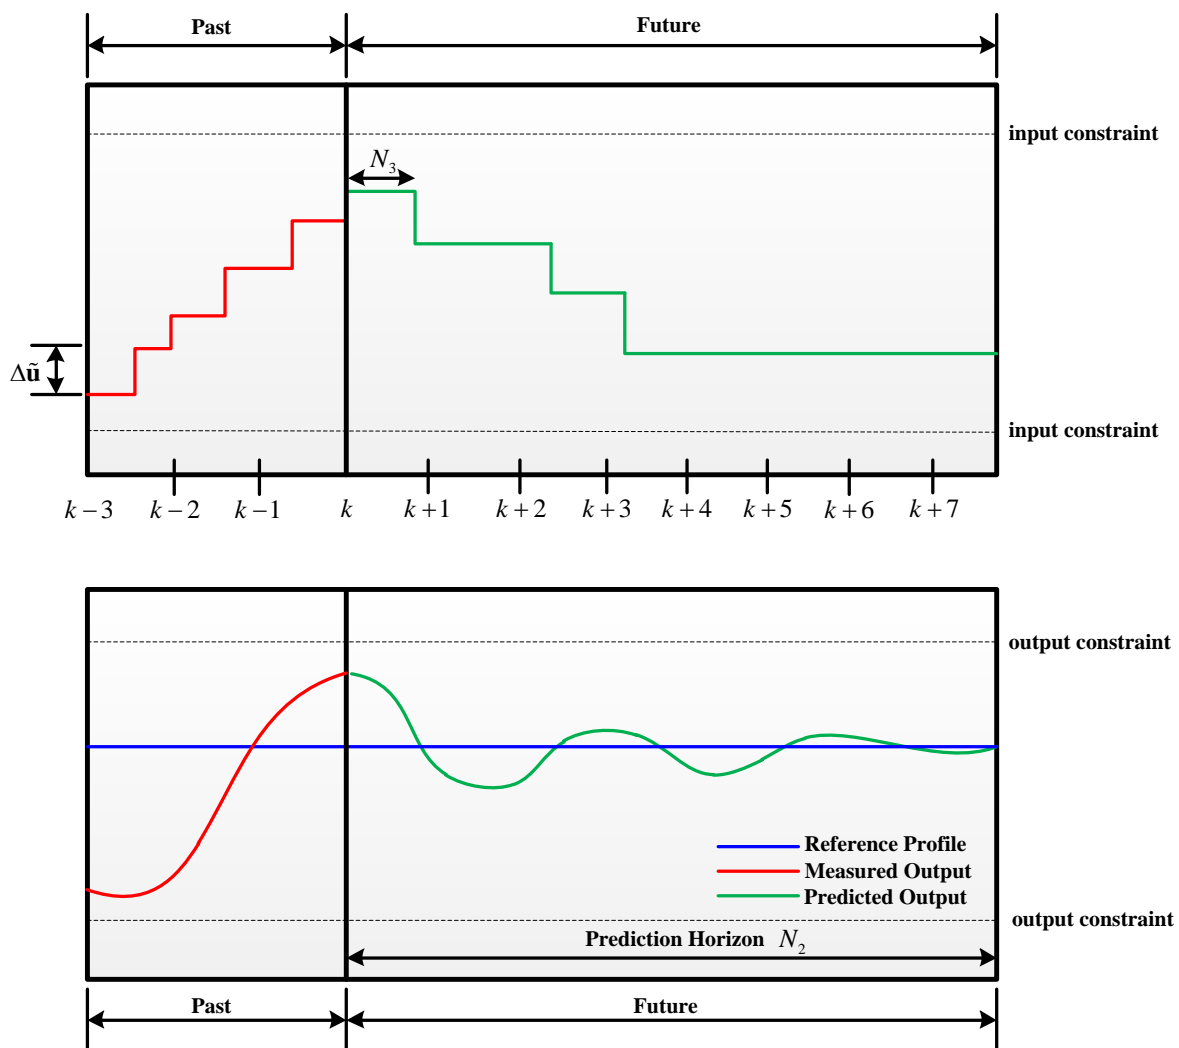 Past Future
input constraint
N₃
Δũ
input constraint
k−3 k−2 k−1 k k+1 k+2 k+3 k+4 k+5 k+6 k+7
output constraint
Reference Profile
Measured Output
Predicted Output
output constraint
Prediction Horizon N₂
Past Future